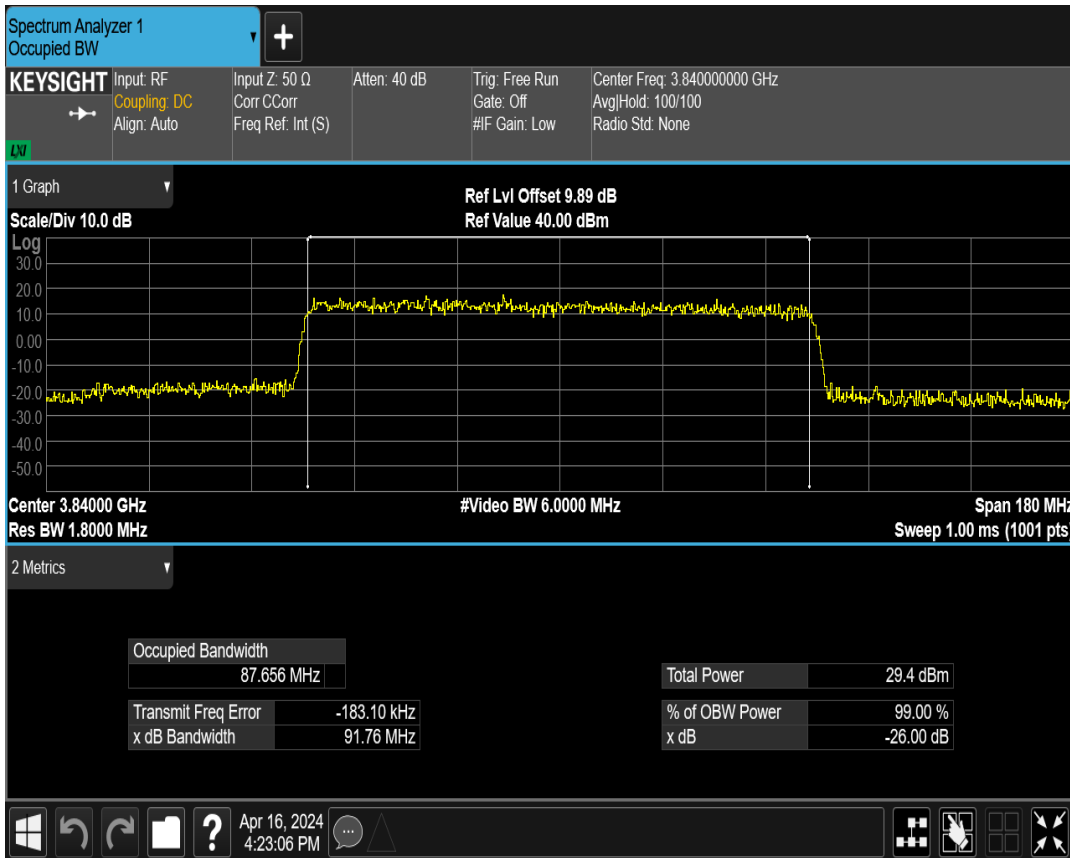 Spectrum Analyzer 1
Occupied BW
KEYSIGHT
LXI
Input: RF
Coupling: DC
Align: Auto
Input Z: 50 Ω
Corr CCorr
Freq Ref: Int (S)
Atten: 40 dB
Trig: Free Run
Gate: Off
#IF Gain: Low
Center Freq: 3.840000000 GHz
Avg|Hold: 100/100
Radio Std: None
1 Graph
Scale/Div 10.0 dB
Ref Lvl Offset 9.89 dB
Ref Value 40.00 dBm
Log
30.0
20.0
10.0
0.00
-10.0
-20.0
-30.0
-40.0
-50.0
Center 3.84000 GHz
#Video BW 6.0000 MHz
Span 180 MHz
Res BW 1.8000 MHz
Sweep 1.00 ms (1001 pts)
2 Metrics
Occupied Bandwidth
87.656 MHz
Total Power 29.4 dBm
Transmit Freq Error -183.10 kHz
% of OBW Power 99.00 %
x dB Bandwidth 91.76 MHz
x dB -26.00 dB
?
Apr 16, 2024
4:23:06 PM